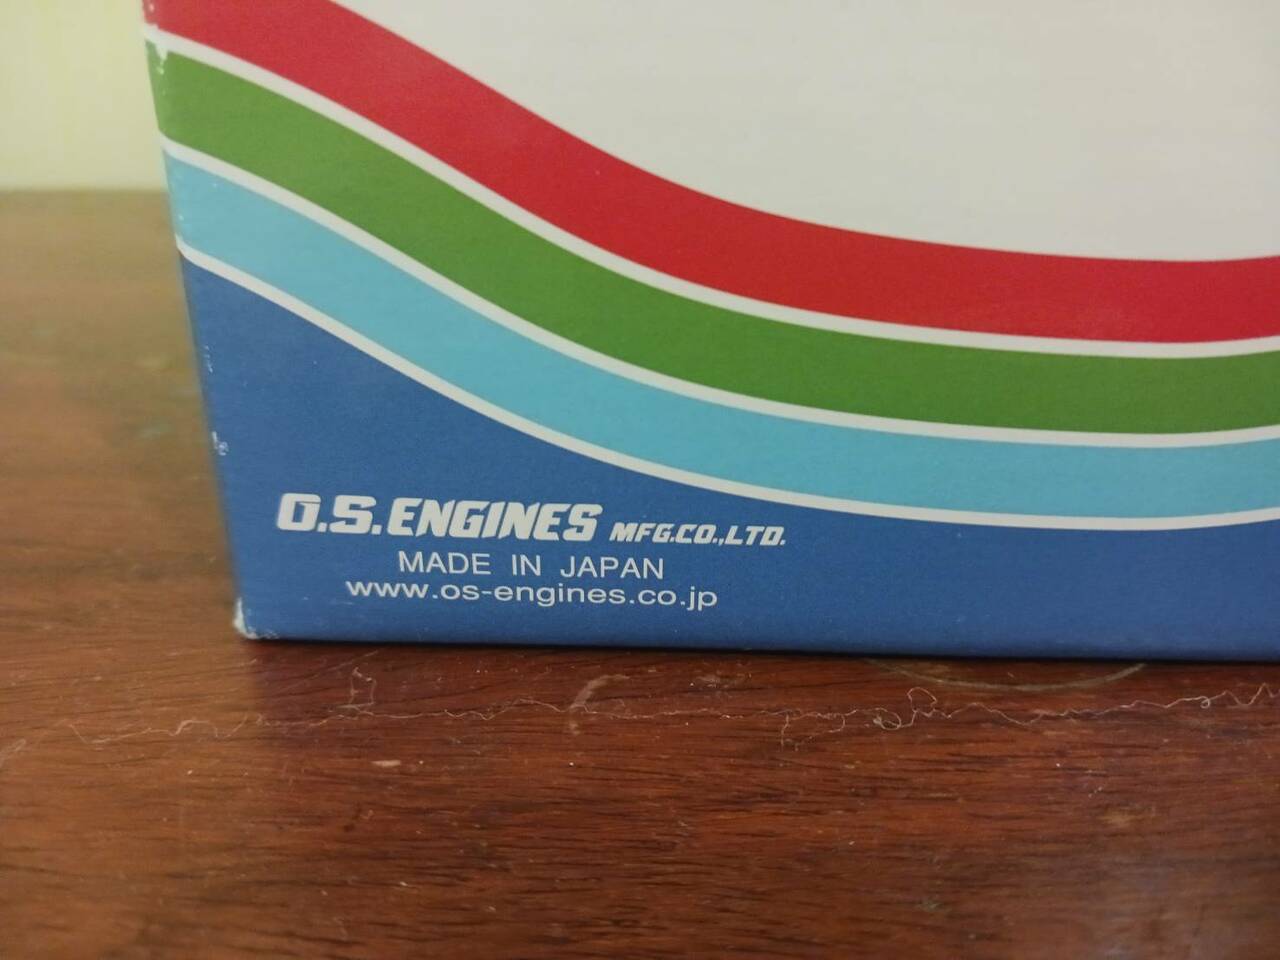 O.S.ENGINES MFG.CO.,LTD.
MADE IN JAPAN
www.os-engines.co.jp